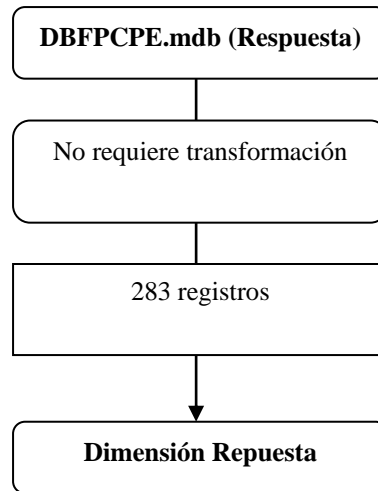 DBFPCPE.mdb (Respuesta)
No requiere transformación
283 registros
Dimensión Repuesta